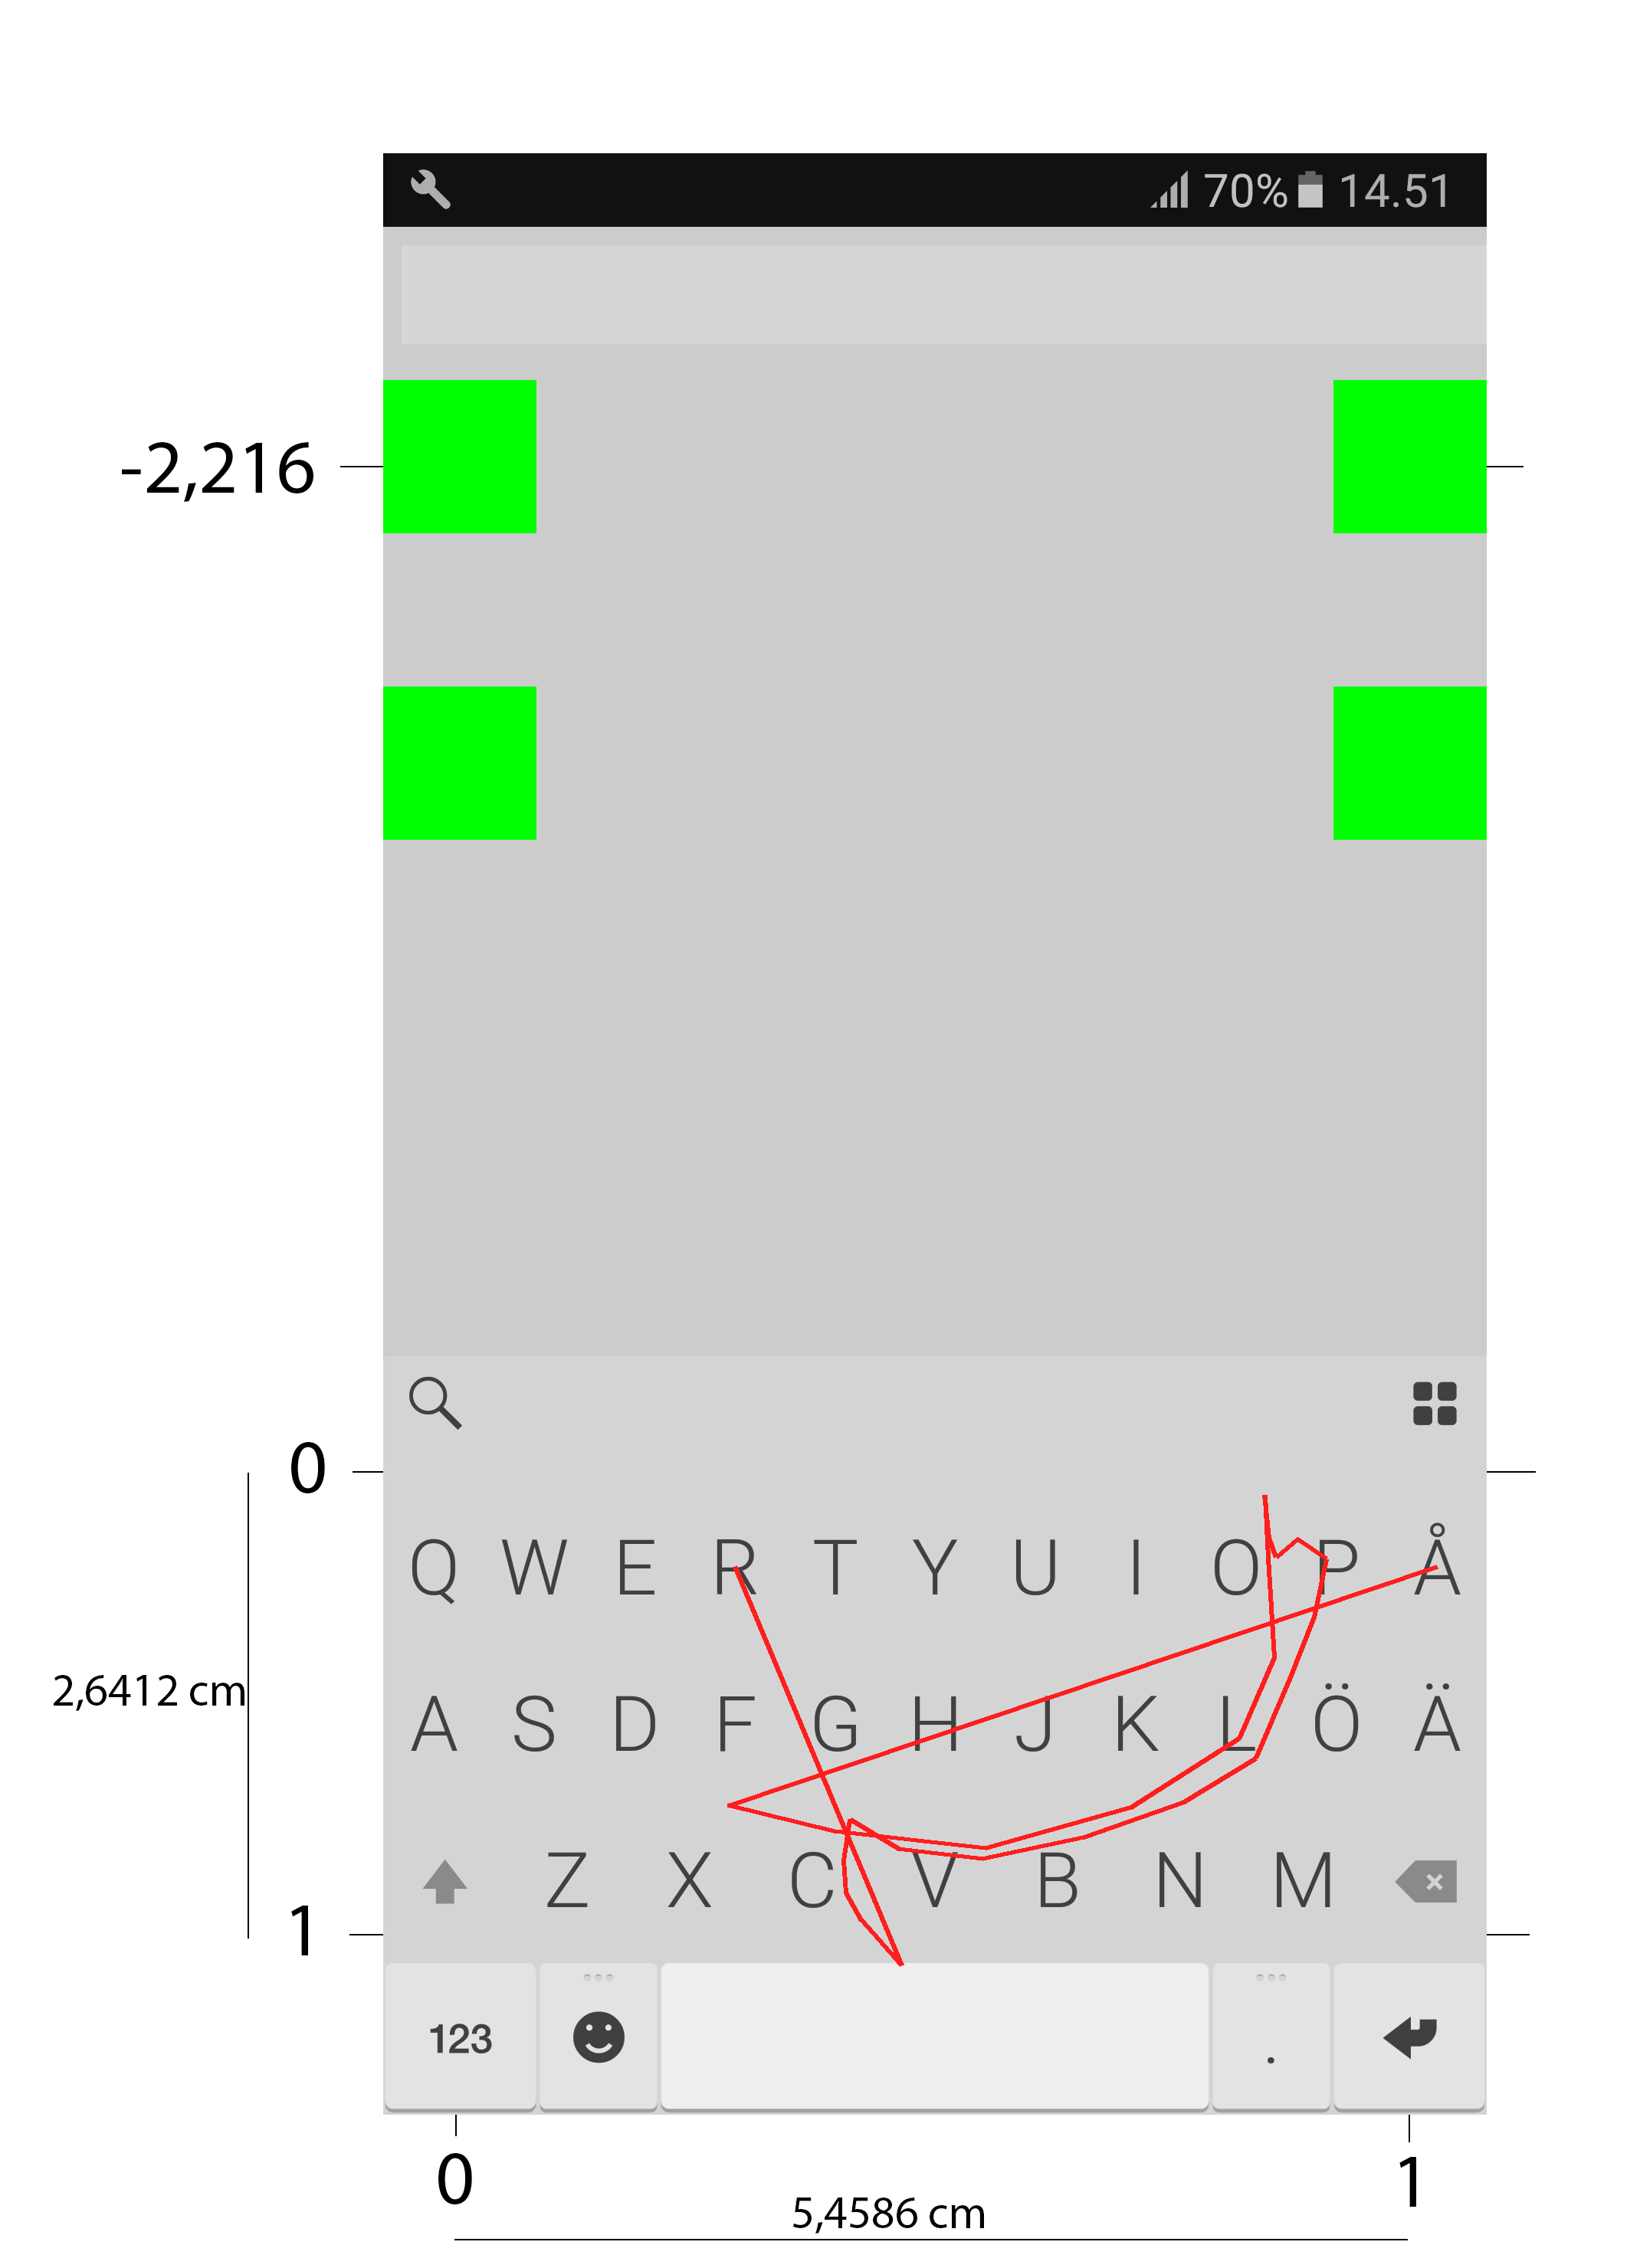 70% 14.51
-2,216
0
Q W E R T Y U I O P Å
2,6412 cm
A S D F G H J K L Ö Ä
Z X C V B N M
1
123 .
0 1
5,4586 cm